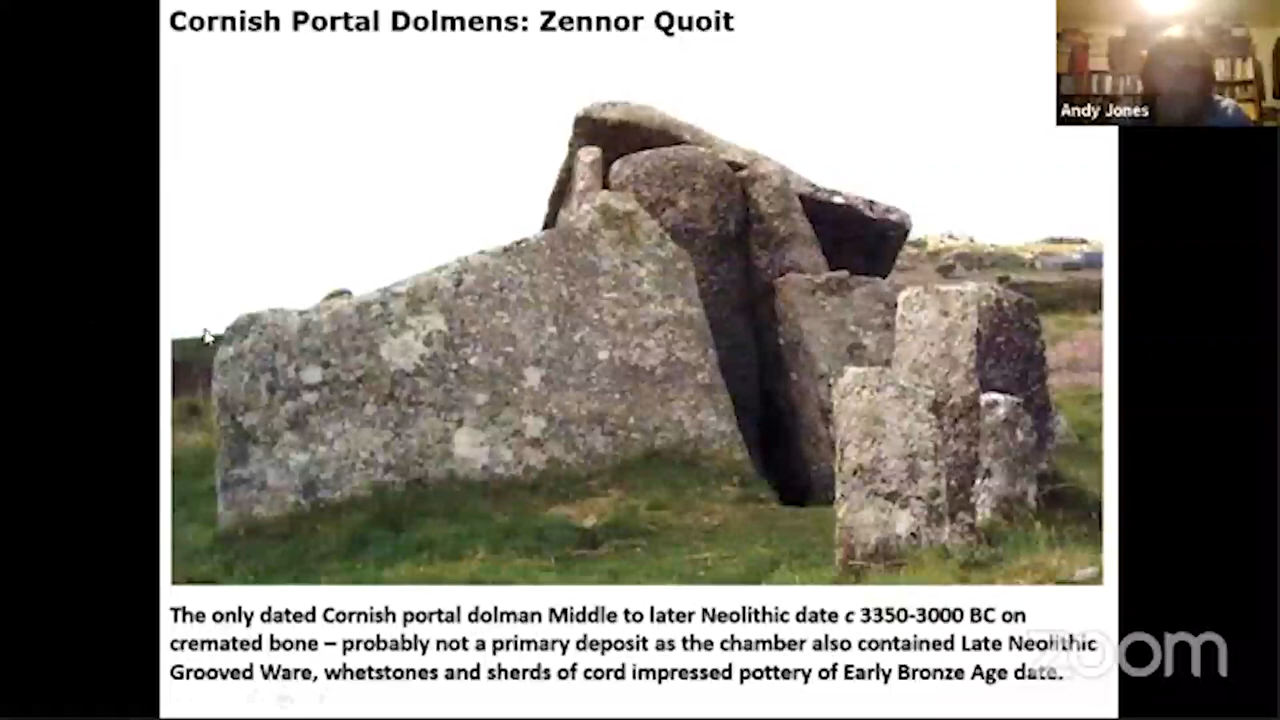 Cornish Portal Dolmens: Zennor Quoit
Andy Jones
The only dated Cornish portal dolman Middle to later Neolithic date c 3350-3000 BC on
cremated bone – probably not a primary deposit as the chamber also contained Late Neolithic
Grooved Ware, whetstones and sherds of cord impressed pottery of Early Bronze Age date.
zoom